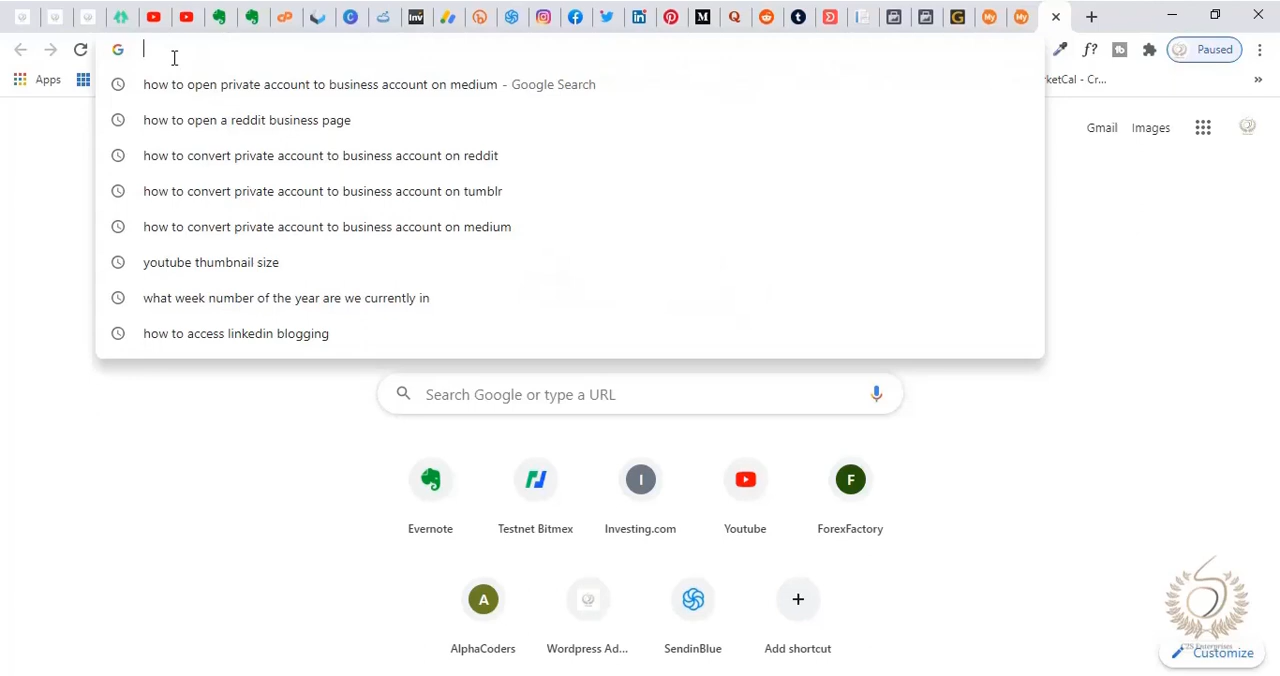 Inv
f?
Paused
Apps
rketCal - Cr...
how to open private account to business account on medium - Google Search
how to open a reddit business page
how to convert private account to business account on reddit
how to convert private account to business account on tumblr
how to convert private account to business account on medium
youtube thumbnail size
what week number of the year are we currently in
how to access linkedin blogging
Gmail
Images
Search Google or type a URL
Evernote
Testnet Bitmex
I
Investing.com
Youtube
F
ForexFactory
A
AlphaCoders
Wordpress Ad...
SendinBlue
Add shortcut
C2S Enterprises
Customize